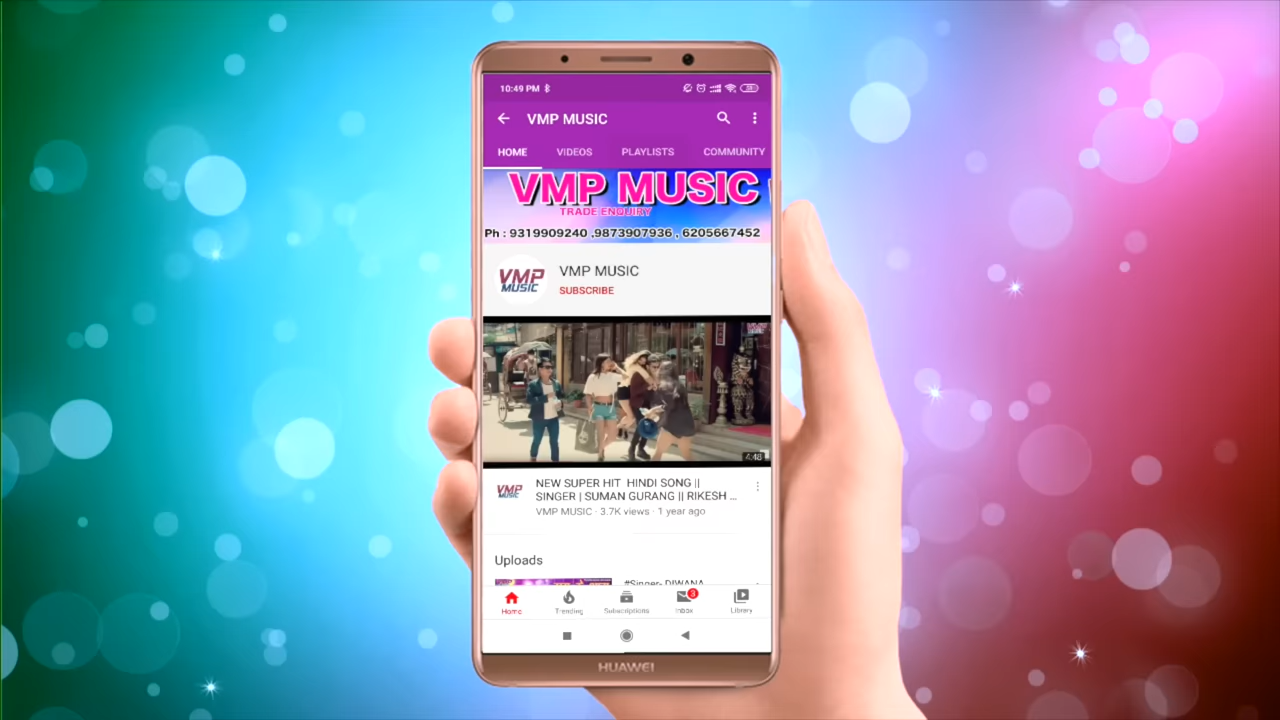 10:49 PM
VMP MUSIC
HOME VIDEOS PLAYLISTS COMMUNITY
VMP MUSIC
TRADE ENQUIRY
Ph : 9319909240 ,9873907936 , 6205667452
VMP MUSIC
VMP MUSIC
SUBSCRIBE
4:48
VMP MUSIC
NEW SUPER HIT HINDI SONG ||
SINGER | SUMAN GURANG || RIKESH ...
VMP MUSIC · 3.7K views · 1 year ago
Uploads
#Singer- DIWANA
3
Home Trending Subscriptions Inbox Library
HUAWEI